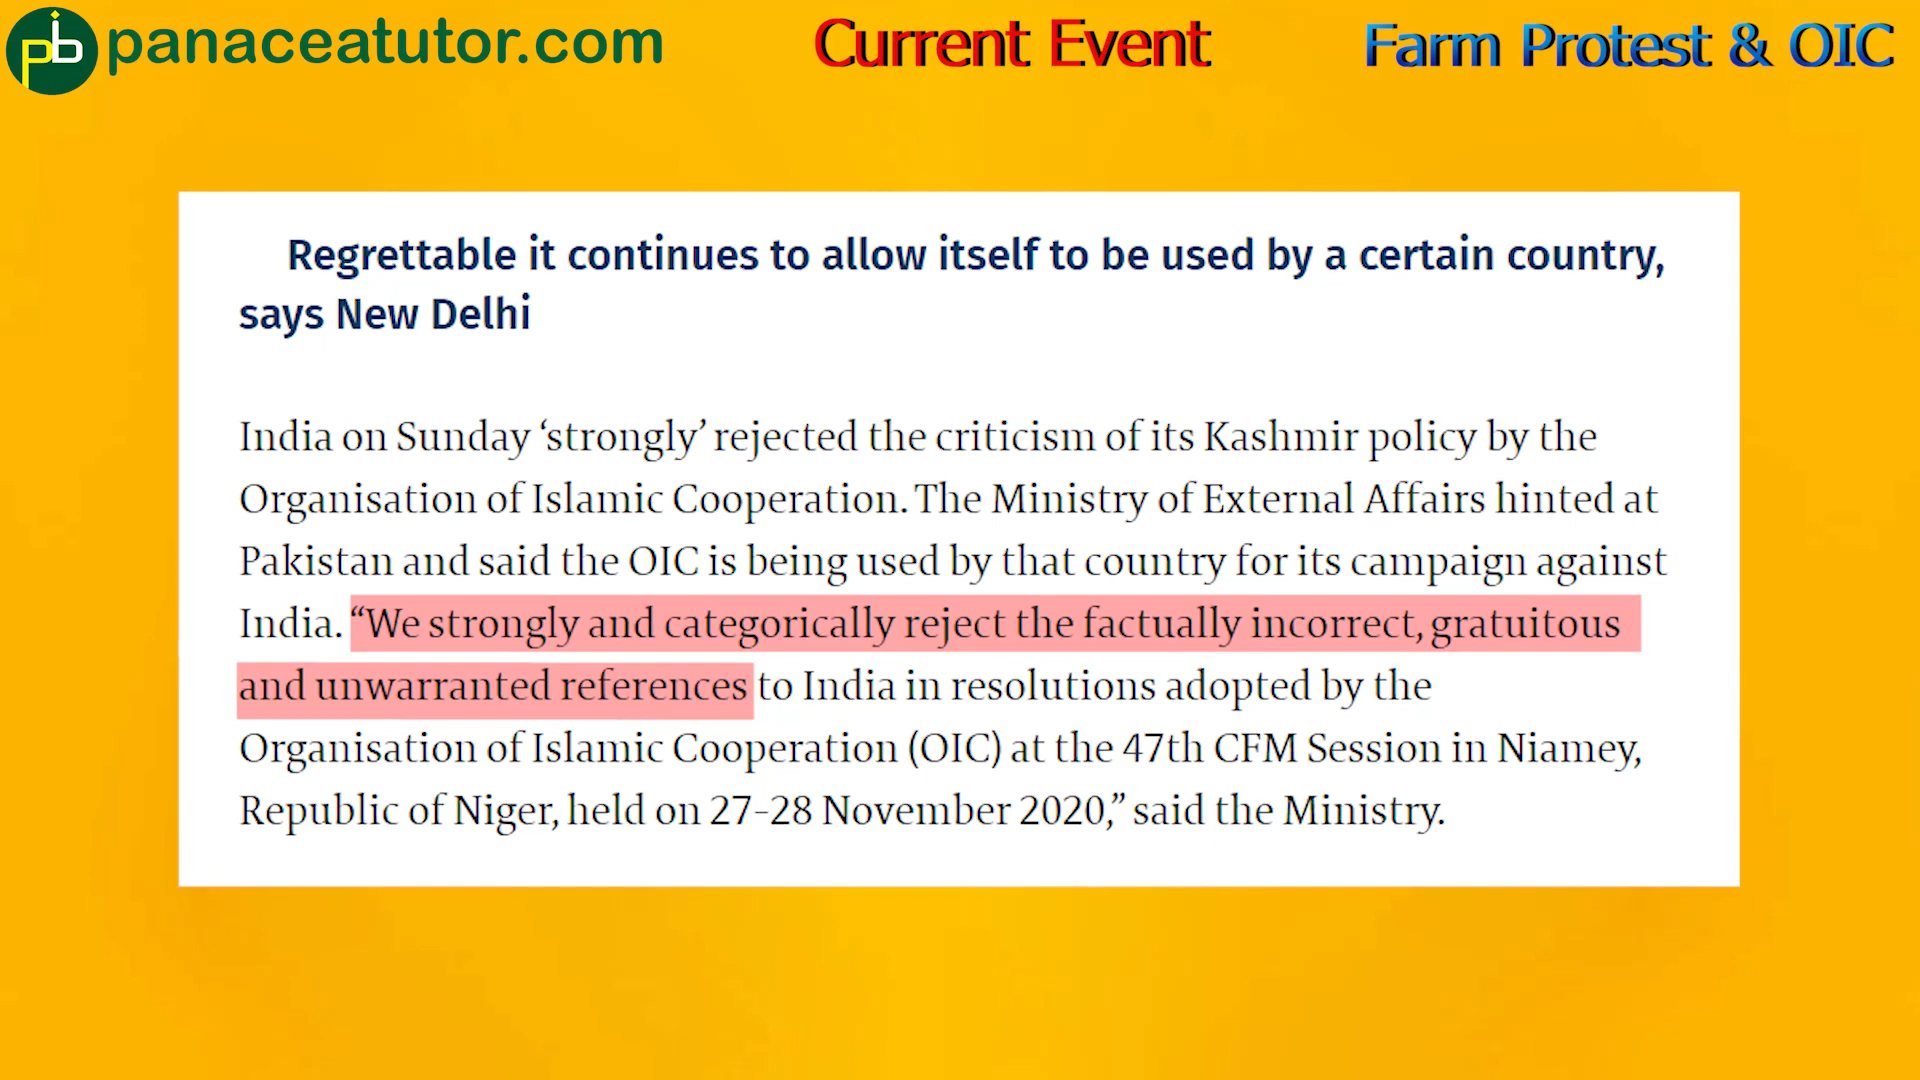 pb panaceatutor.com
Current Event
Farm Protest & OIC
Regrettable it continues to allow itself to be used by a certain country,
says New Delhi
India on Sunday ‘strongly’ rejected the criticism of its Kashmir policy by the
Organisation of Islamic Cooperation. The Ministry of External Affairs hinted at
Pakistan and said the OIC is being used by that country for its campaign against
India. “We strongly and categorically reject the factually incorrect, gratuitous
and unwarranted references to India in resolutions adopted by the
Organisation of Islamic Cooperation (OIC) at the 47th CFM Session in Niamey,
Republic of Niger, held on 27-28 November 2020,” said the Ministry.